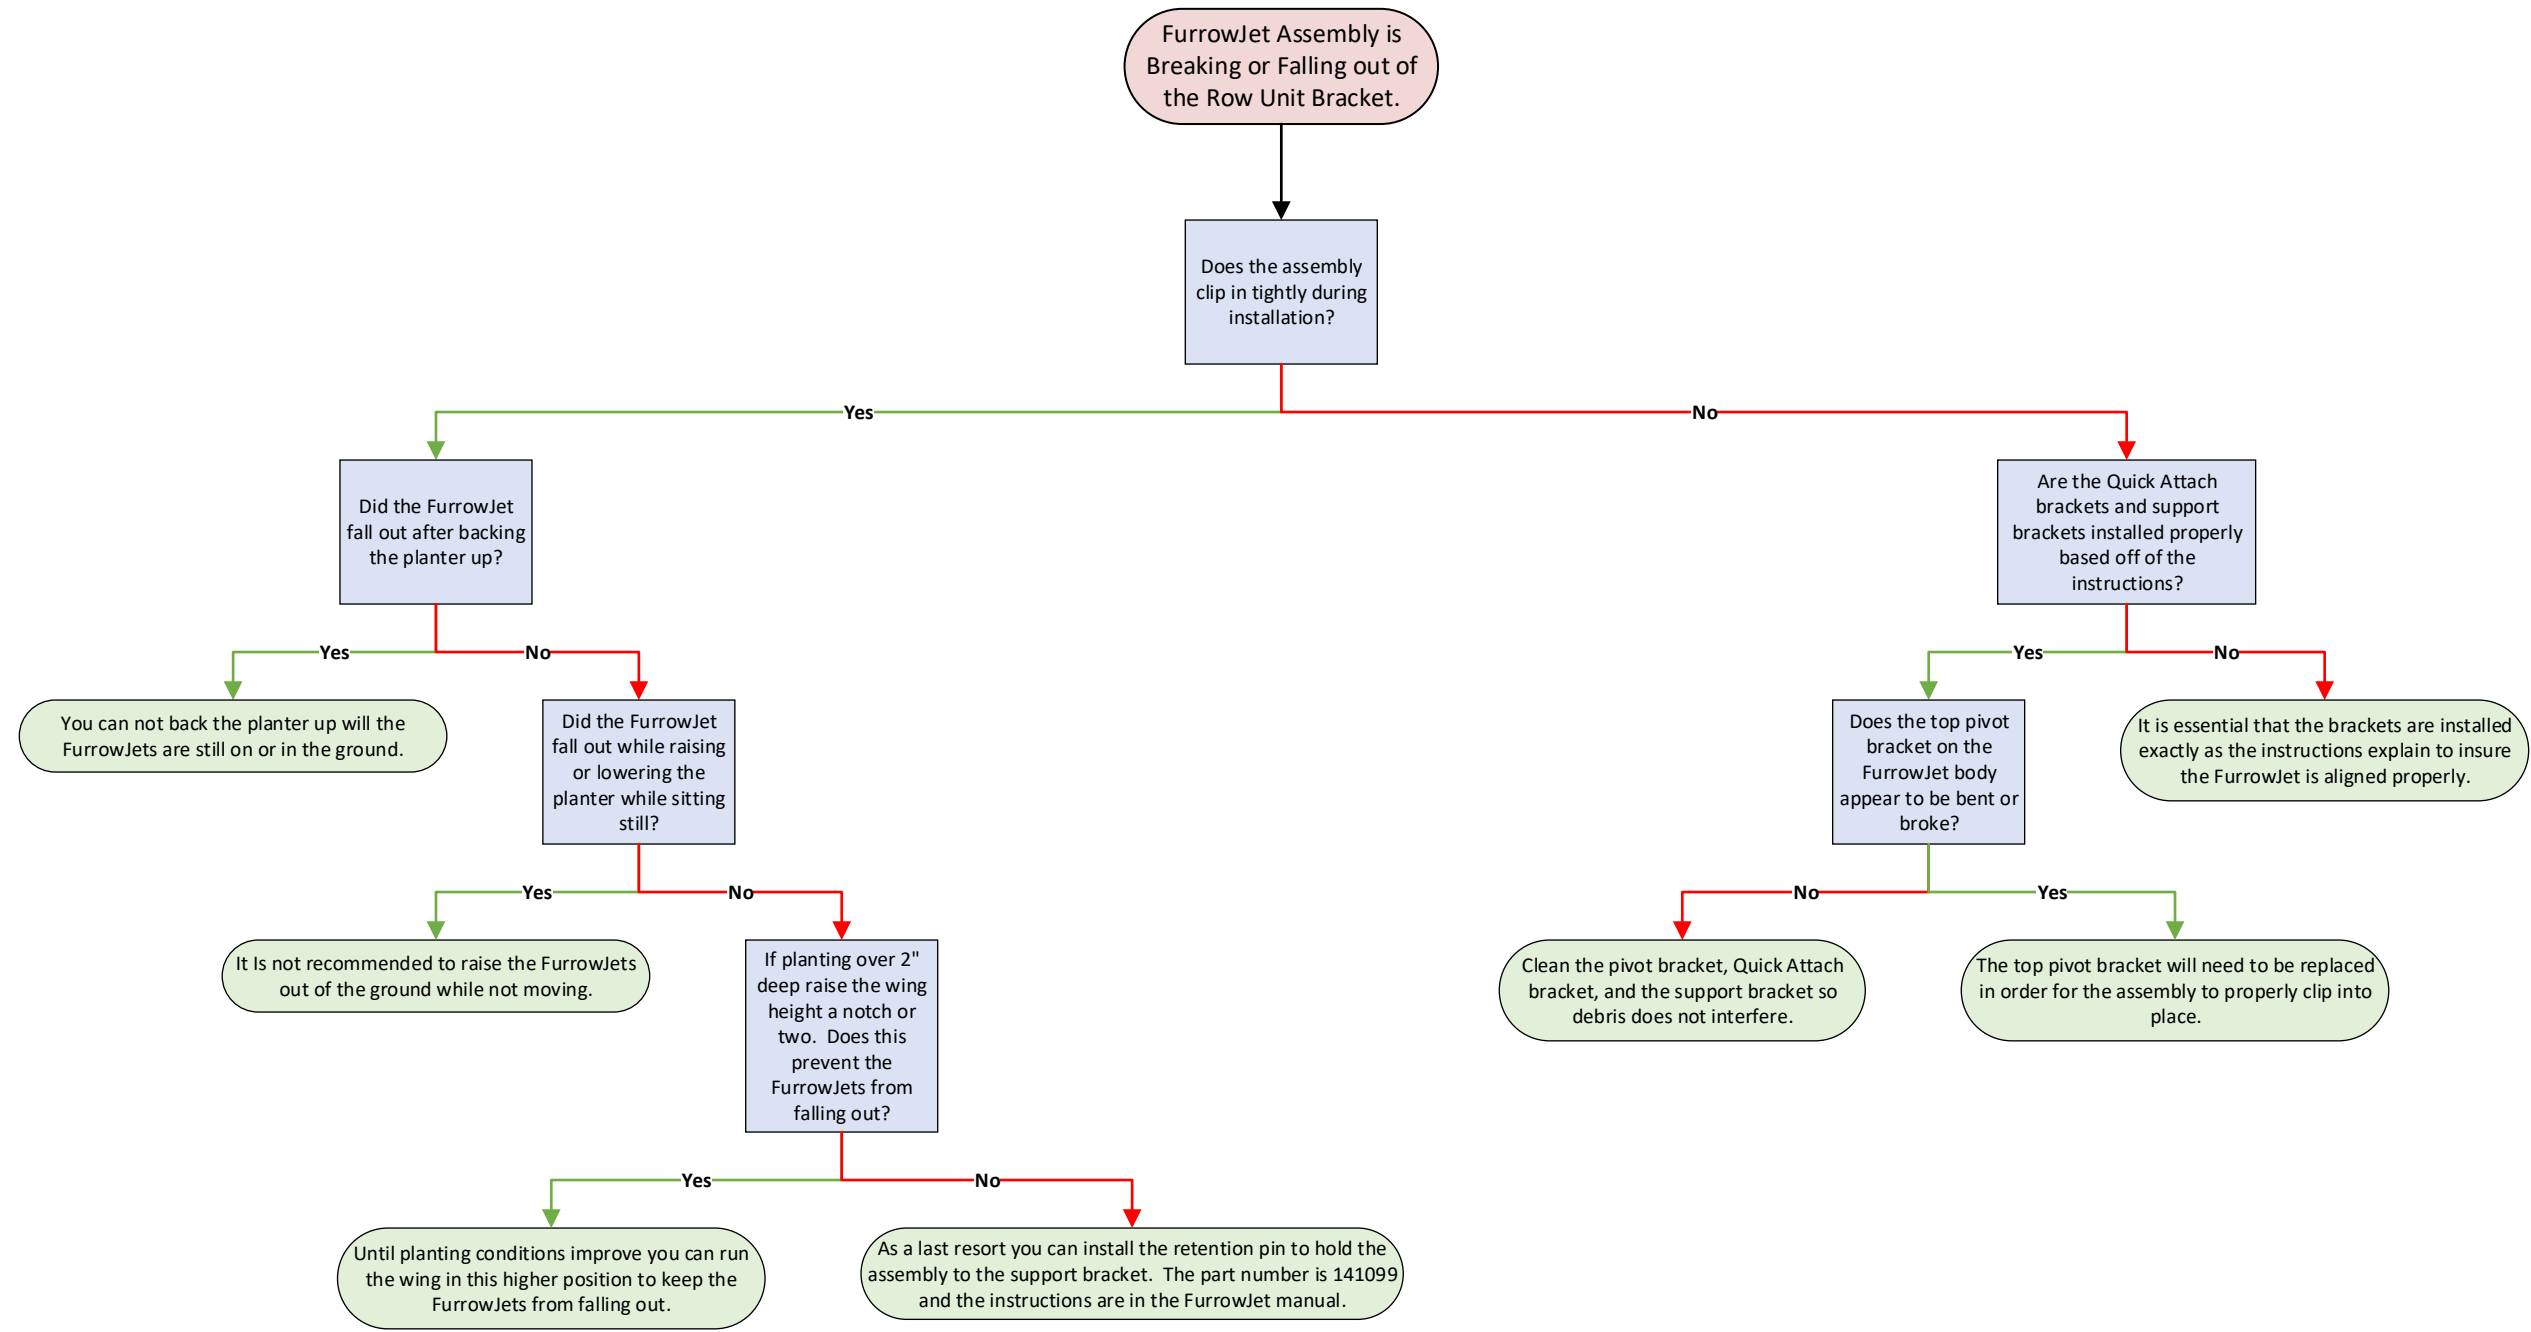 FurrowJet Assembly is
Breaking or Falling out of
the Row Unit Bracket.
Does the assembly
clip in tightly during
installation?
Yes
No
Did the FurrowJet
fall out after backing
the planter up?
Are the Quick Attach
brackets and support
brackets installed properly
based off of the
instructions?
Yes
No
Yes
No
You can not back the planter up will the
FurrowJets are still on or in the ground.
Did the FurrowJet
fall out while raising
or lowering the
planter while sitting
still?
Does the top pivot
bracket on the
FurrowJet body
appear to be bent or
broke?
It is essential that the brackets are installed
exactly as the instructions explain to insure
the FurrowJet is aligned properly.
Yes
No
No
Yes
It Is not recommended to raise the FurrowJets
out of the ground while not moving.
If planting over 2"
deep raise the wing
height a notch or
two.  Does this
prevent the
FurrowJets from
falling out?
Clean the pivot bracket, Quick Attach
bracket, and the support bracket so
debris does not interfere.
The top pivot bracket will need to be replaced
in order for the assembly to properly clip into
place.
Yes
No
Until planting conditions improve you can run
the wing in this higher position to keep the
FurrowJets from falling out.
As a last resort you can install the retention pin to hold the
assembly to the support bracket.  The part number is 141099
and the instructions are in the FurrowJet manual.